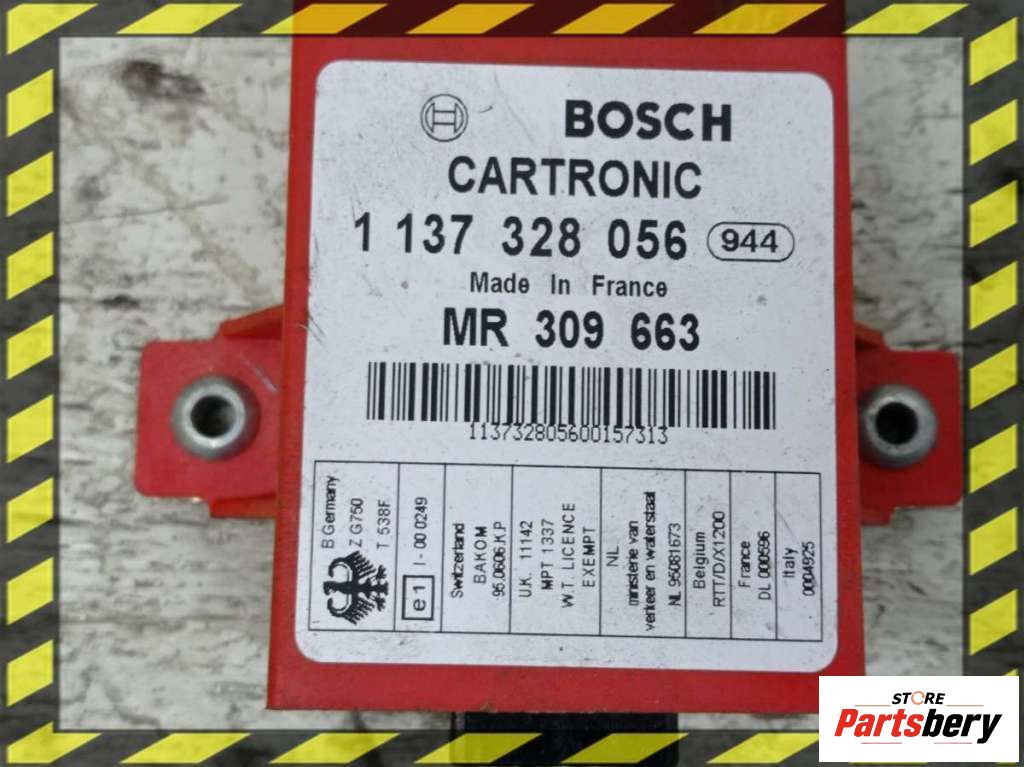 BOSCH
CARTRONIC
1 137 328 056 944
Made In France
MR 309 663
113732805600157313
B Germany
Z G750
T 538F
e1
I - 00 0249
Switzerland
BAKOM
95.0606.K.P
U.K. 11142
MPT 1337
W.T. LICENCE
EXEMPT
NL
ministerie van
verkeer en waterstaat
NL 95081673
Belgium
RTT/D/X1200
France
DL 000596
Italy
0004925
STORE
Partsbery